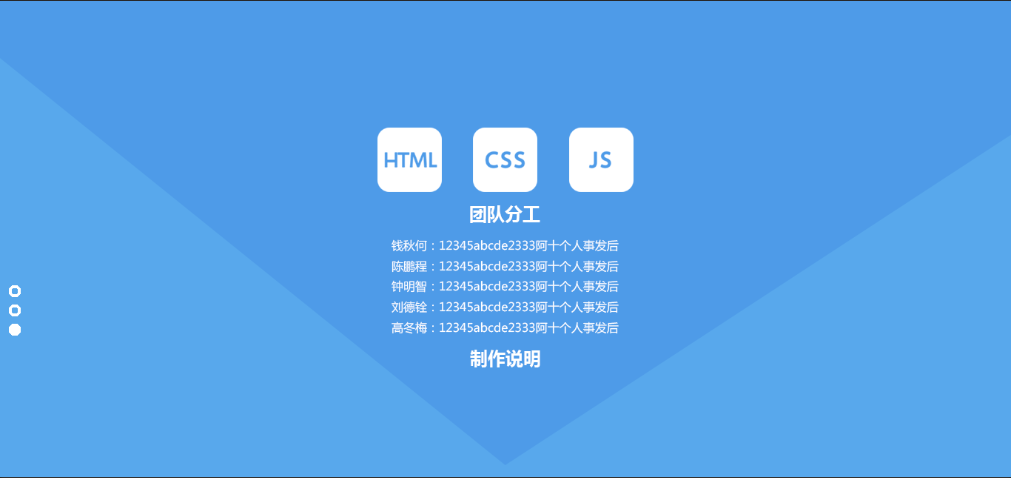 HTML CSS JS
团队分工
钱秋何：12345abcde2333阿十个人事发后
陈鹏程：12345abcde2333阿十个人事发后
钟明智：12345abcde2333阿十个人事发后
刘德铨：12345abcde2333阿十个人事发后
高冬梅：12345abcde2333阿十个人事发后
制作说明